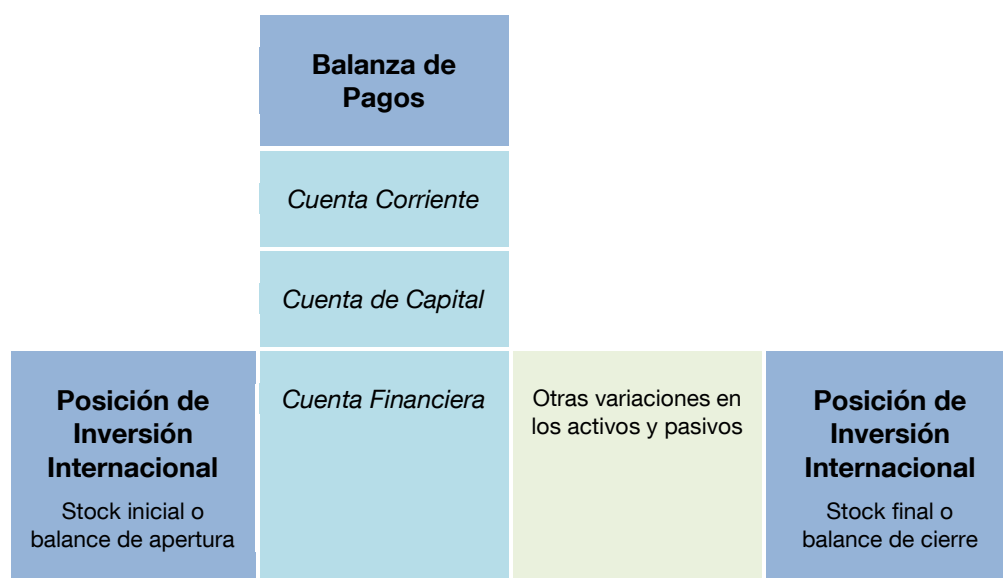 Balanza de
Pagos
Cuenta Corriente
Cuenta de Capital
Posición de
Inversión
Internacional
Stock inicial o
balance de apertura
Cuenta Financiera
Otras variaciones en
los activos y pasivos
Posición de
Inversión
Internacional
Stock final o
balance de cierre